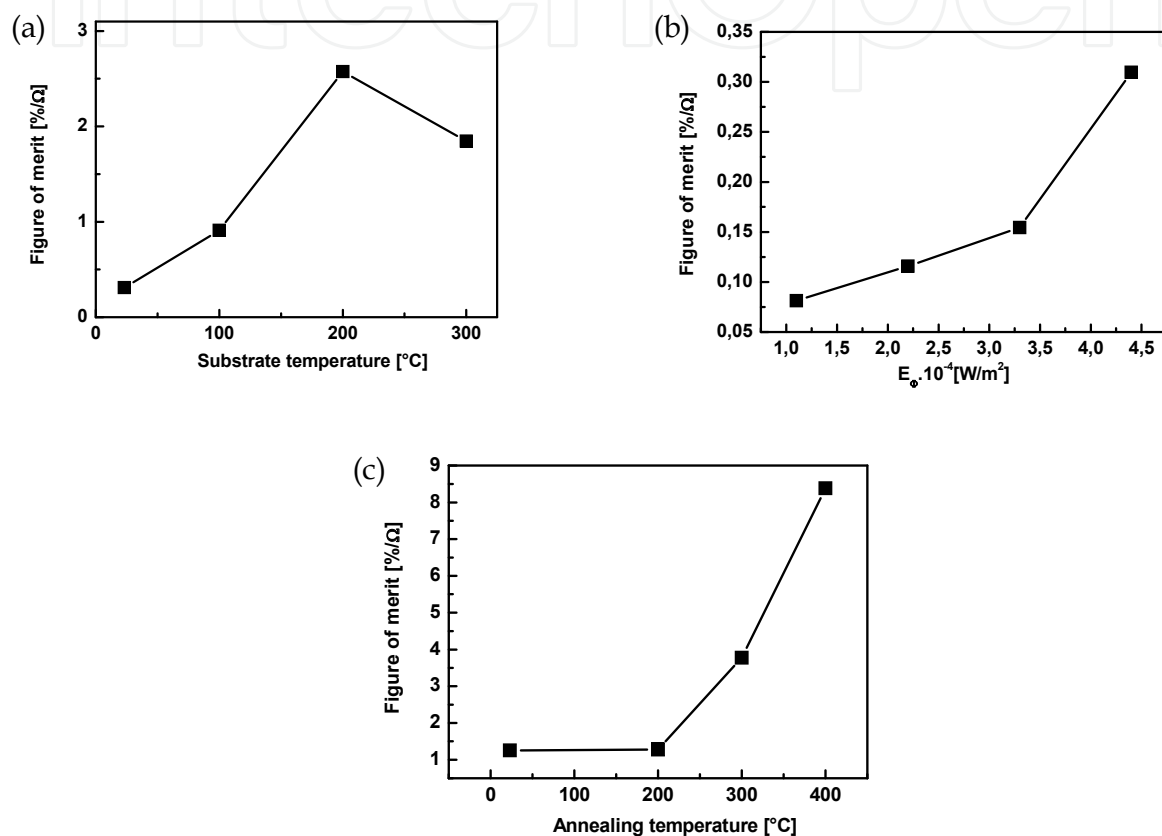 intechopen
(a)
3
2
1
0
Figure of merit [%/Ω]
0 100 200 300
Substrate temperature [°C]
(b)
0,35
0,30
0,25
0,20
0,15
0,10
0,05
Figure of merit [%/Ω]
1,0 1,5 2,0 2,5 3,0 3,5 4,0 4,5
E_Φ.10⁻⁴[W/m²]
(c)
9
8
7
6
5
4
3
2
1
Figure of merit [%/Ω]
0 100 200 300 400
Annealing temperature [°C]